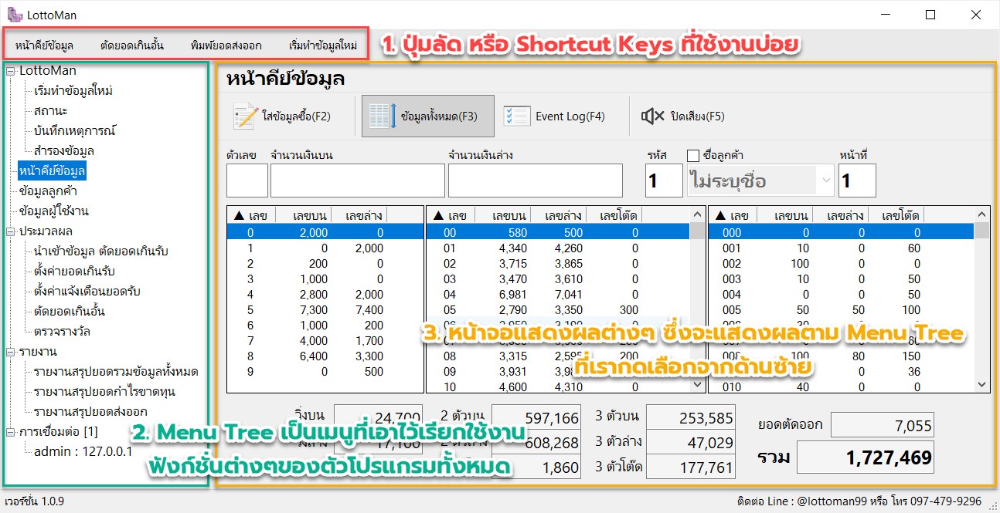 LottoMan
หน้าคีย์ข้อมูล ตัดยอดเกินอั้น พิมพ์ยอดส่งออก เริ่มทำข้อมูลใหม่
1. ปุ่มลัด หรือ Shortcut Keys ที่ใช้งานบ่อย
LottoMan
เริ่มทำข้อมูลใหม่
สถานะ
บันทึกเหตุการณ์
สำรองข้อมูล
หน้าคีย์ข้อมูล
ข้อมูลลูกค้า
ข้อมูลผู้ใช้งาน
ประมวลผล
นำเข้าข้อมูล ตัดยอดเกินรับ
ตั้งค่ายอดเกินรับ
ตั้งค่าแจ้งเตือนยอดรับ
ตัดยอดเกินอั้น
ตรวจรางวัล
รายงาน
รายงานสรุปยอดรวมข้อมูลทั้งหมด
รายงานสรุปยอดกำไรขาดทุน
รายงานสรุปยอดส่งออก
การเชื่อมต่อ [1]
admin : 127.0.0.1
2. Menu Tree เป็นเมนูที่เอาไว้เรียกใช้งาน
ฟังก์ชั่นต่างๆของตัวโปรแกรมทั้งหมด
หน้าคีย์ข้อมูล
ใส่ข้อมูลซื้อ(F2) ข้อมูลทั้งหมด(F3) Event Log(F4) ปิดเสียง(F5)
ตัวเลข จำนวนเงินบน จำนวนเงินล่าง รหัส ชื่อลูกค้า หน้าที่
1 ไม่ระบุชื่อ 1
▲ เลข เลขบน เลขล่าง
0 2,000 0
1 0 2,000
2 200 0
3 1,000 0
4 2,800 2,000
5 7,300 7,400
6 1,000 200
7 4,000 1,700
8 6,400 3,300
9 0 500
▲ เลข เลขบน เลขล่าง เลขโต๊ด
00 580 500 0
01 4,340 4,260 0
02 3,715 3,865 0
03 3,470 3,610 0
04 6,981 7,041 0
05 2,790 3,350 300
08 3,315 200
09 3,931 0
10 4,600 4,310 0
▲ เลข เลขบน เลขล่าง เลขโต๊ด
000 0 0 0
001 10 0 60
002 100 0 0
003 10 0 50
004 0 0 50
005 50 50 100
008 100 80 150
0 36
010 40 0 0
3. หน้าจอแสดงผลต่างๆ ซึ่งจะแสดงผลตาม Menu Tree
ที่เรากดเลือกจากด้านซ้าย
วิ่งบน 24,700 2 ตัวบน 597,166 3 ตัวบน 253,585 ยอดตัดออก 7,055
17,100 2 ตัวล่าง 608,268 3 ตัวล่าง 47,029 รวม 1,727,469
1,860 3 ตัวโต๊ด 177,761
เวอร์ชั่น 1.0.9
ติดต่อ Line : @lottoman99 หรือ โทร 097-479-9296